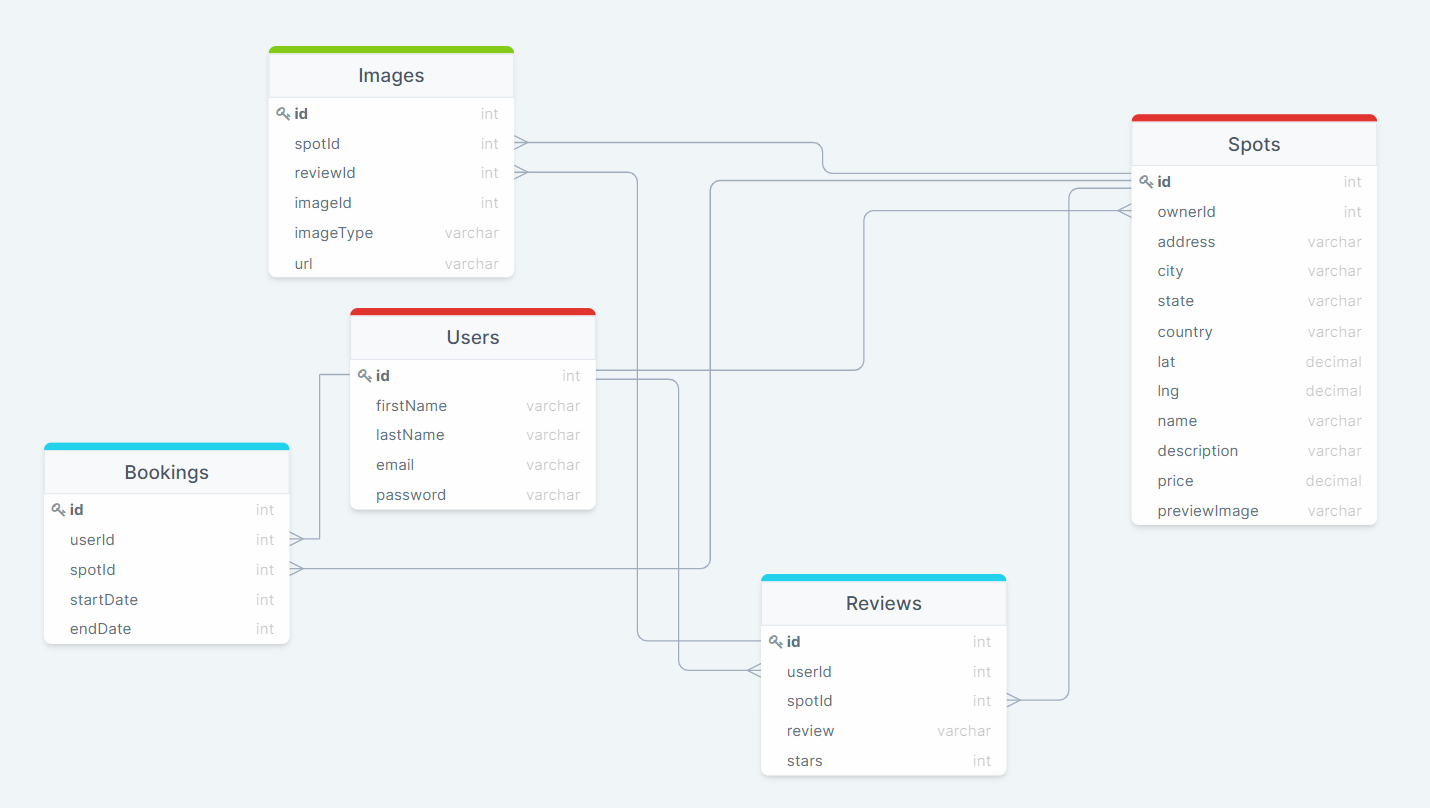 Images
id int
spotId int
reviewId int
imageId int
imageType varchar
url varchar
Spots
id int
ownerId int
address varchar
city varchar
state varchar
country varchar
lat decimal
lng decimal
name varchar
description varchar
price decimal
previewImage varchar
Users
id int
firstName varchar
lastName varchar
email varchar
password varchar
Bookings
id int
userId int
spotId int
startDate int
endDate int
Reviews
id int
userId int
spotId int
review varchar
stars int